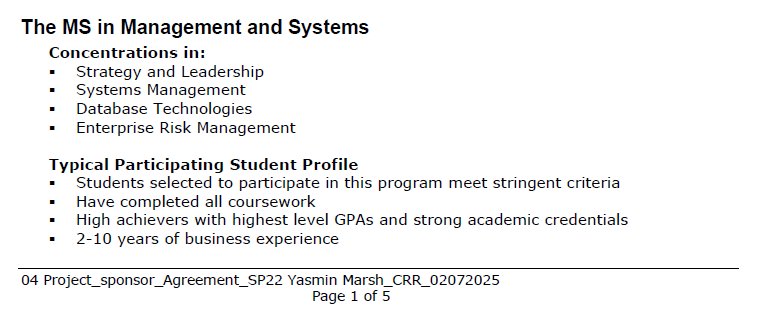 The MS in Management and Systems
Concentrations in:
▪ Strategy and Leadership
▪ Systems Management
▪ Database Technologies
▪ Enterprise Risk Management
Typical Participating Student Profile
▪ Students selected to participate in this program meet stringent criteria
▪ Have completed all coursework
▪ High achievers with highest level GPAs and strong academic credentials
▪ 2-10 years of business experience
04 Project_sponsor_Agreement_SP22 Yasmin Marsh_CRR_02072025
Page 1 of 5